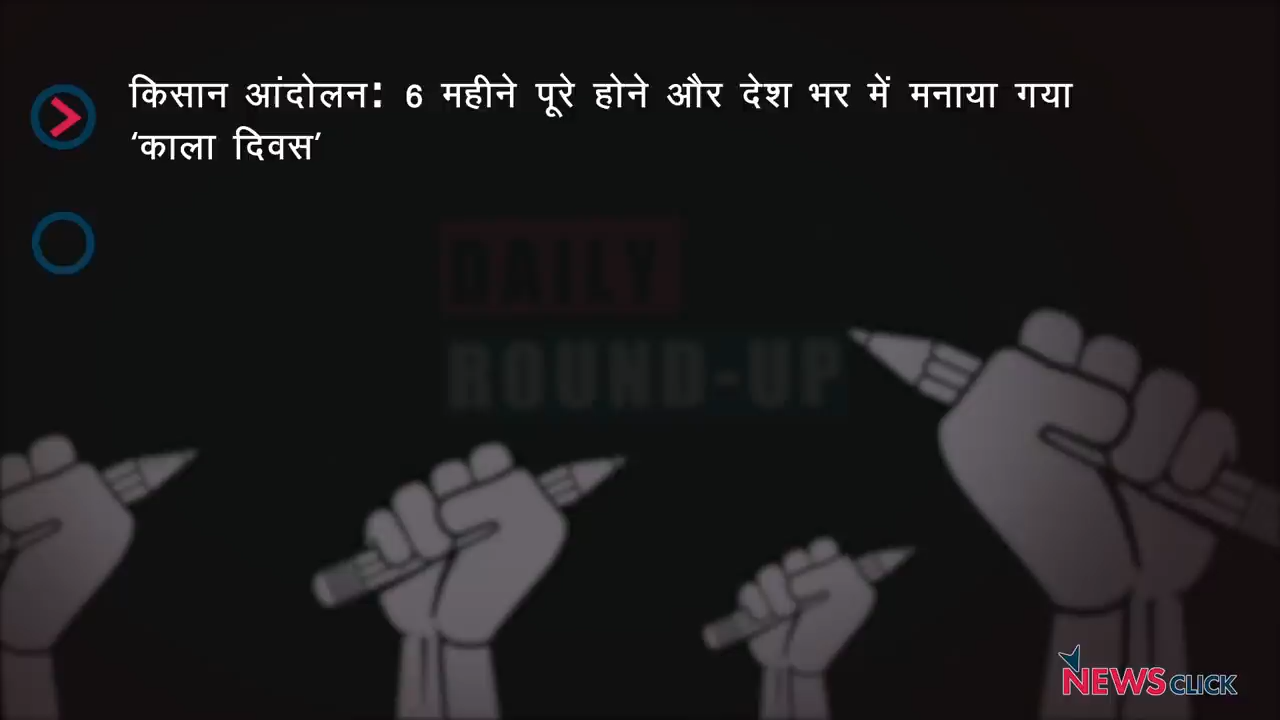 किसान आंदोलन: 6 महीने पूरे होने और देश भर में मनाया गया
‘काला दिवस’
DAILY
ROUND-UP
NEWSCLICK